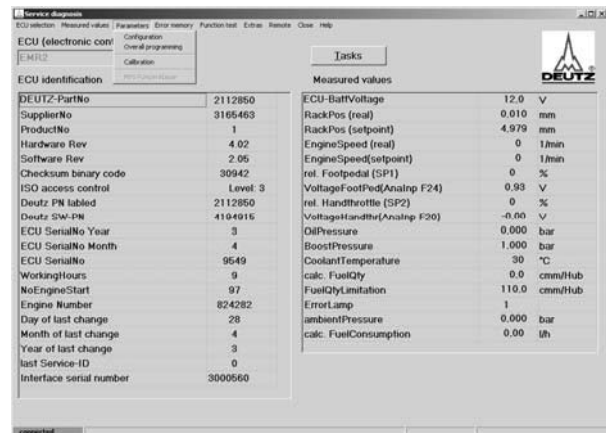 Service diagnosis
ECU selection Measured values Parameters Error memory Function test Extras Remote Close Help
ECU (electronic con
Configuration
Overall programming
Calibration
EMR2
Tasks
DEUTZ
ECU identification
Measured values
DEUTZ-PartNo 2112850
SupplierNo 3165463
ProductNo 1
Hardware Rev 4.02
Software Rev 2.05
Checksum binary code 30942
ISO access control Level: 3
Deutz PN labled 2112850
Deutz SW-PN 4194916
ECU SerialNo Year 3
ECU SerialNo Month 4
ECU SerialNo 9549
WorkingHours 9
NoEngineStart 97
Engine Number 824282
Day of last change 28
Month of last change 4
Year of last change 3
last Service-ID 0
Interface serial number 3000560
ECU-BattVoltage 12,0 V
RackPos (real) 0,010 mm
RackPos (setpoint) 4,979 mm
EngineSpeed (real) 0 1/min
EngineSpeed(setpoint) 0 1/min
rel. Footpedal (SP1) 0 %
VoltageFootPed(AnaInp F24) 0,93 V
rel. Handthrottle (SP2) 0 %
VoltageHandthr(AnaInp F20) -0,00 V
OilPressure 0,000 bar
BoostPressure 1,000 bar
CoolantTemperature 30 °C
calc. FuelQty 0,0 cmm/Hub
FuelQtyLimitation 110,0 cmm/Hub
ErrorLamp 1
ambientPressure 0,000 bar
calc. FuelConsumption 0,00 l/h
connected